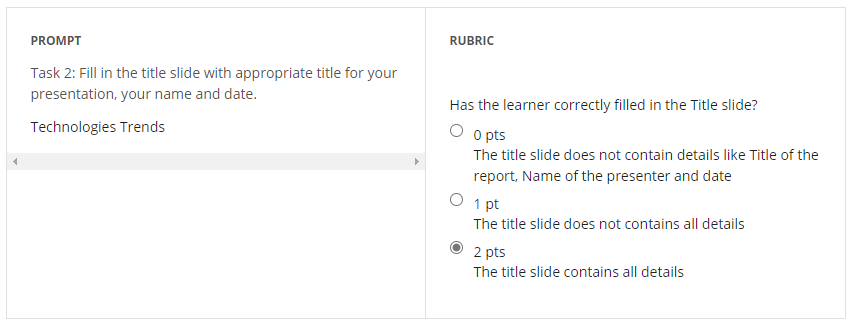 PROMPT
Task 2: Fill in the title slide with appropriate title for your
presentation, your name and date.
Technologies Trends
RUBRIC
Has the learner correctly filled in the Title slide?
0 pts
The title slide does not contain details like Title of the
report, Name of the presenter and date
1 pt
The title slide does not contains all details
2 pts
The title slide contains all details